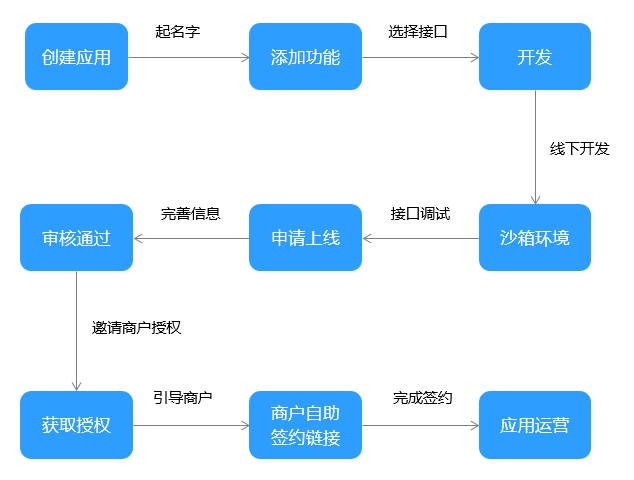 创建应用
起名字
添加功能
选择接口
开发
线下开发
沙箱环境
接口调试
申请上线
完善信息
审核通过
邀请商户授权
获取授权
引导商户
商户自助
签约链接
完成签约
应用运营